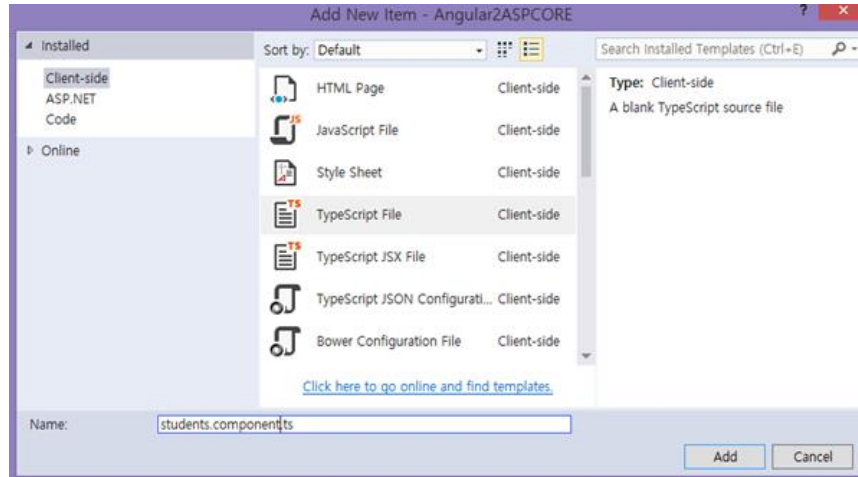 Add New Item - Angular2ASPCORE
?
Installed
Client-side
ASP.NET
Code
Online
Sort by: Default
Search Installed Templates (Ctrl+E)
HTML Page Client-side
JavaScript File Client-side
Style Sheet Client-side
TypeScript File Client-side
TypeScript JSX File Client-side
TypeScript JSON Configurati... Client-side
Bower Configuration File Client-side
Click here to go online and find templates.
Type: Client-side
A blank TypeScript source file
Name: students.component.ts
Add Cancel